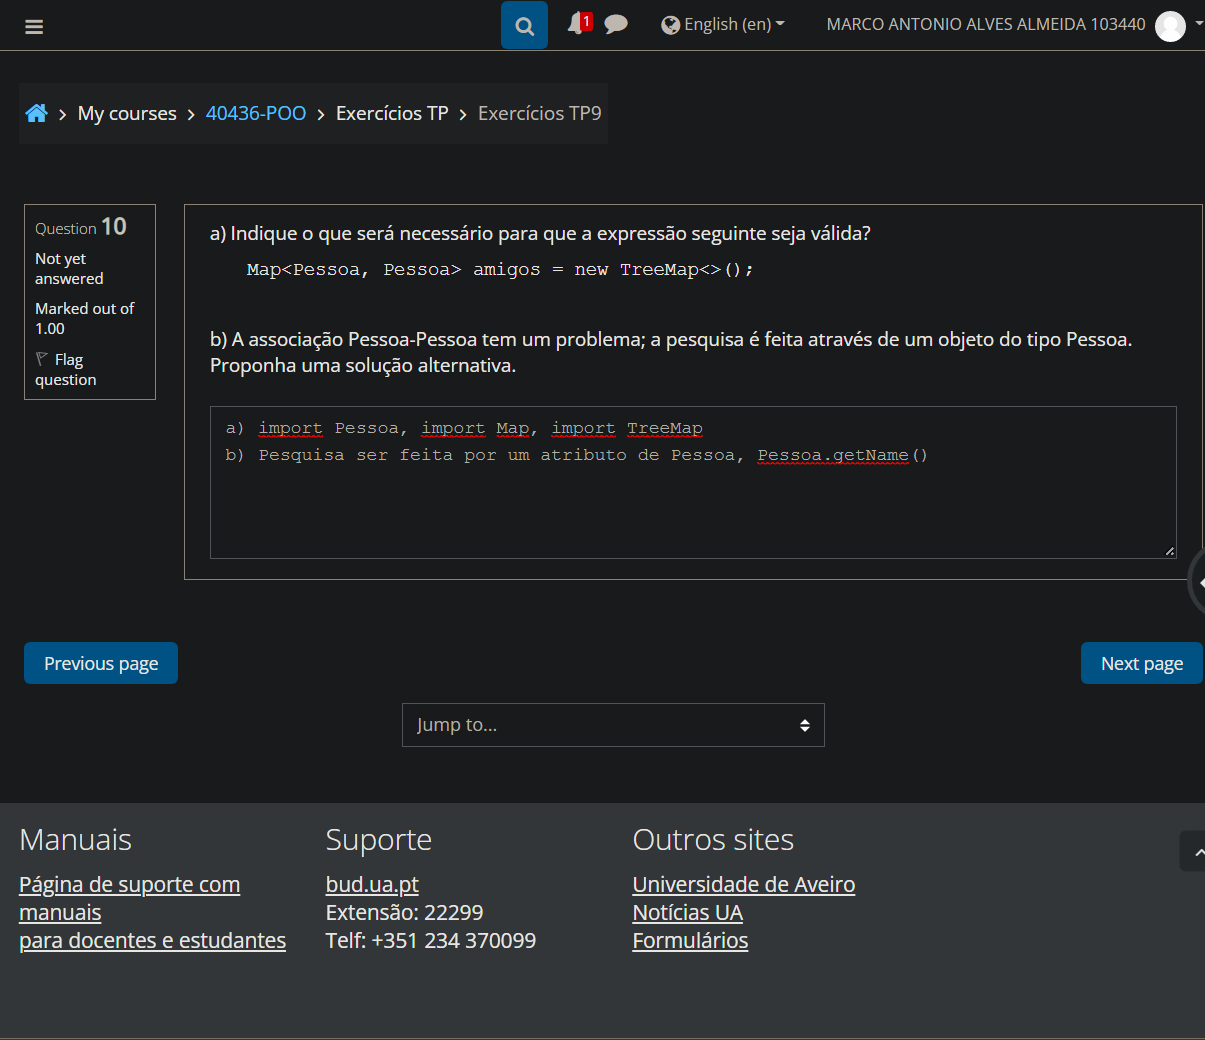 1
English (en)
MARCO ANTONIO ALVES ALMEIDA 103440
My courses
40436-POO
Exercícios TP
Exercícios TP9
Question 10
Not yet
answered
Marked out of
1.00
Flag
question
a) Indique o que será necessário para que a expressão seguinte seja válida?
Map<Pessoa, Pessoa> amigos = new TreeMap<>();
b) A associação Pessoa-Pessoa tem um problema; a pesquisa é feita através de um objeto do tipo Pessoa.
Proponha uma solução alternativa.
a) import Pessoa, import Map, import TreeMap
b) Pesquisa ser feita por um atributo de Pessoa, Pessoa.getName()
Previous page
Next page
Jump to...
Manuais
Página de suporte com
manuais
para docentes e estudantes
Suporte
bud.ua.pt
Extensão: 22299
Telf: +351 234 370099
Outros sites
Universidade de Aveiro
Notícias UA
Formulários